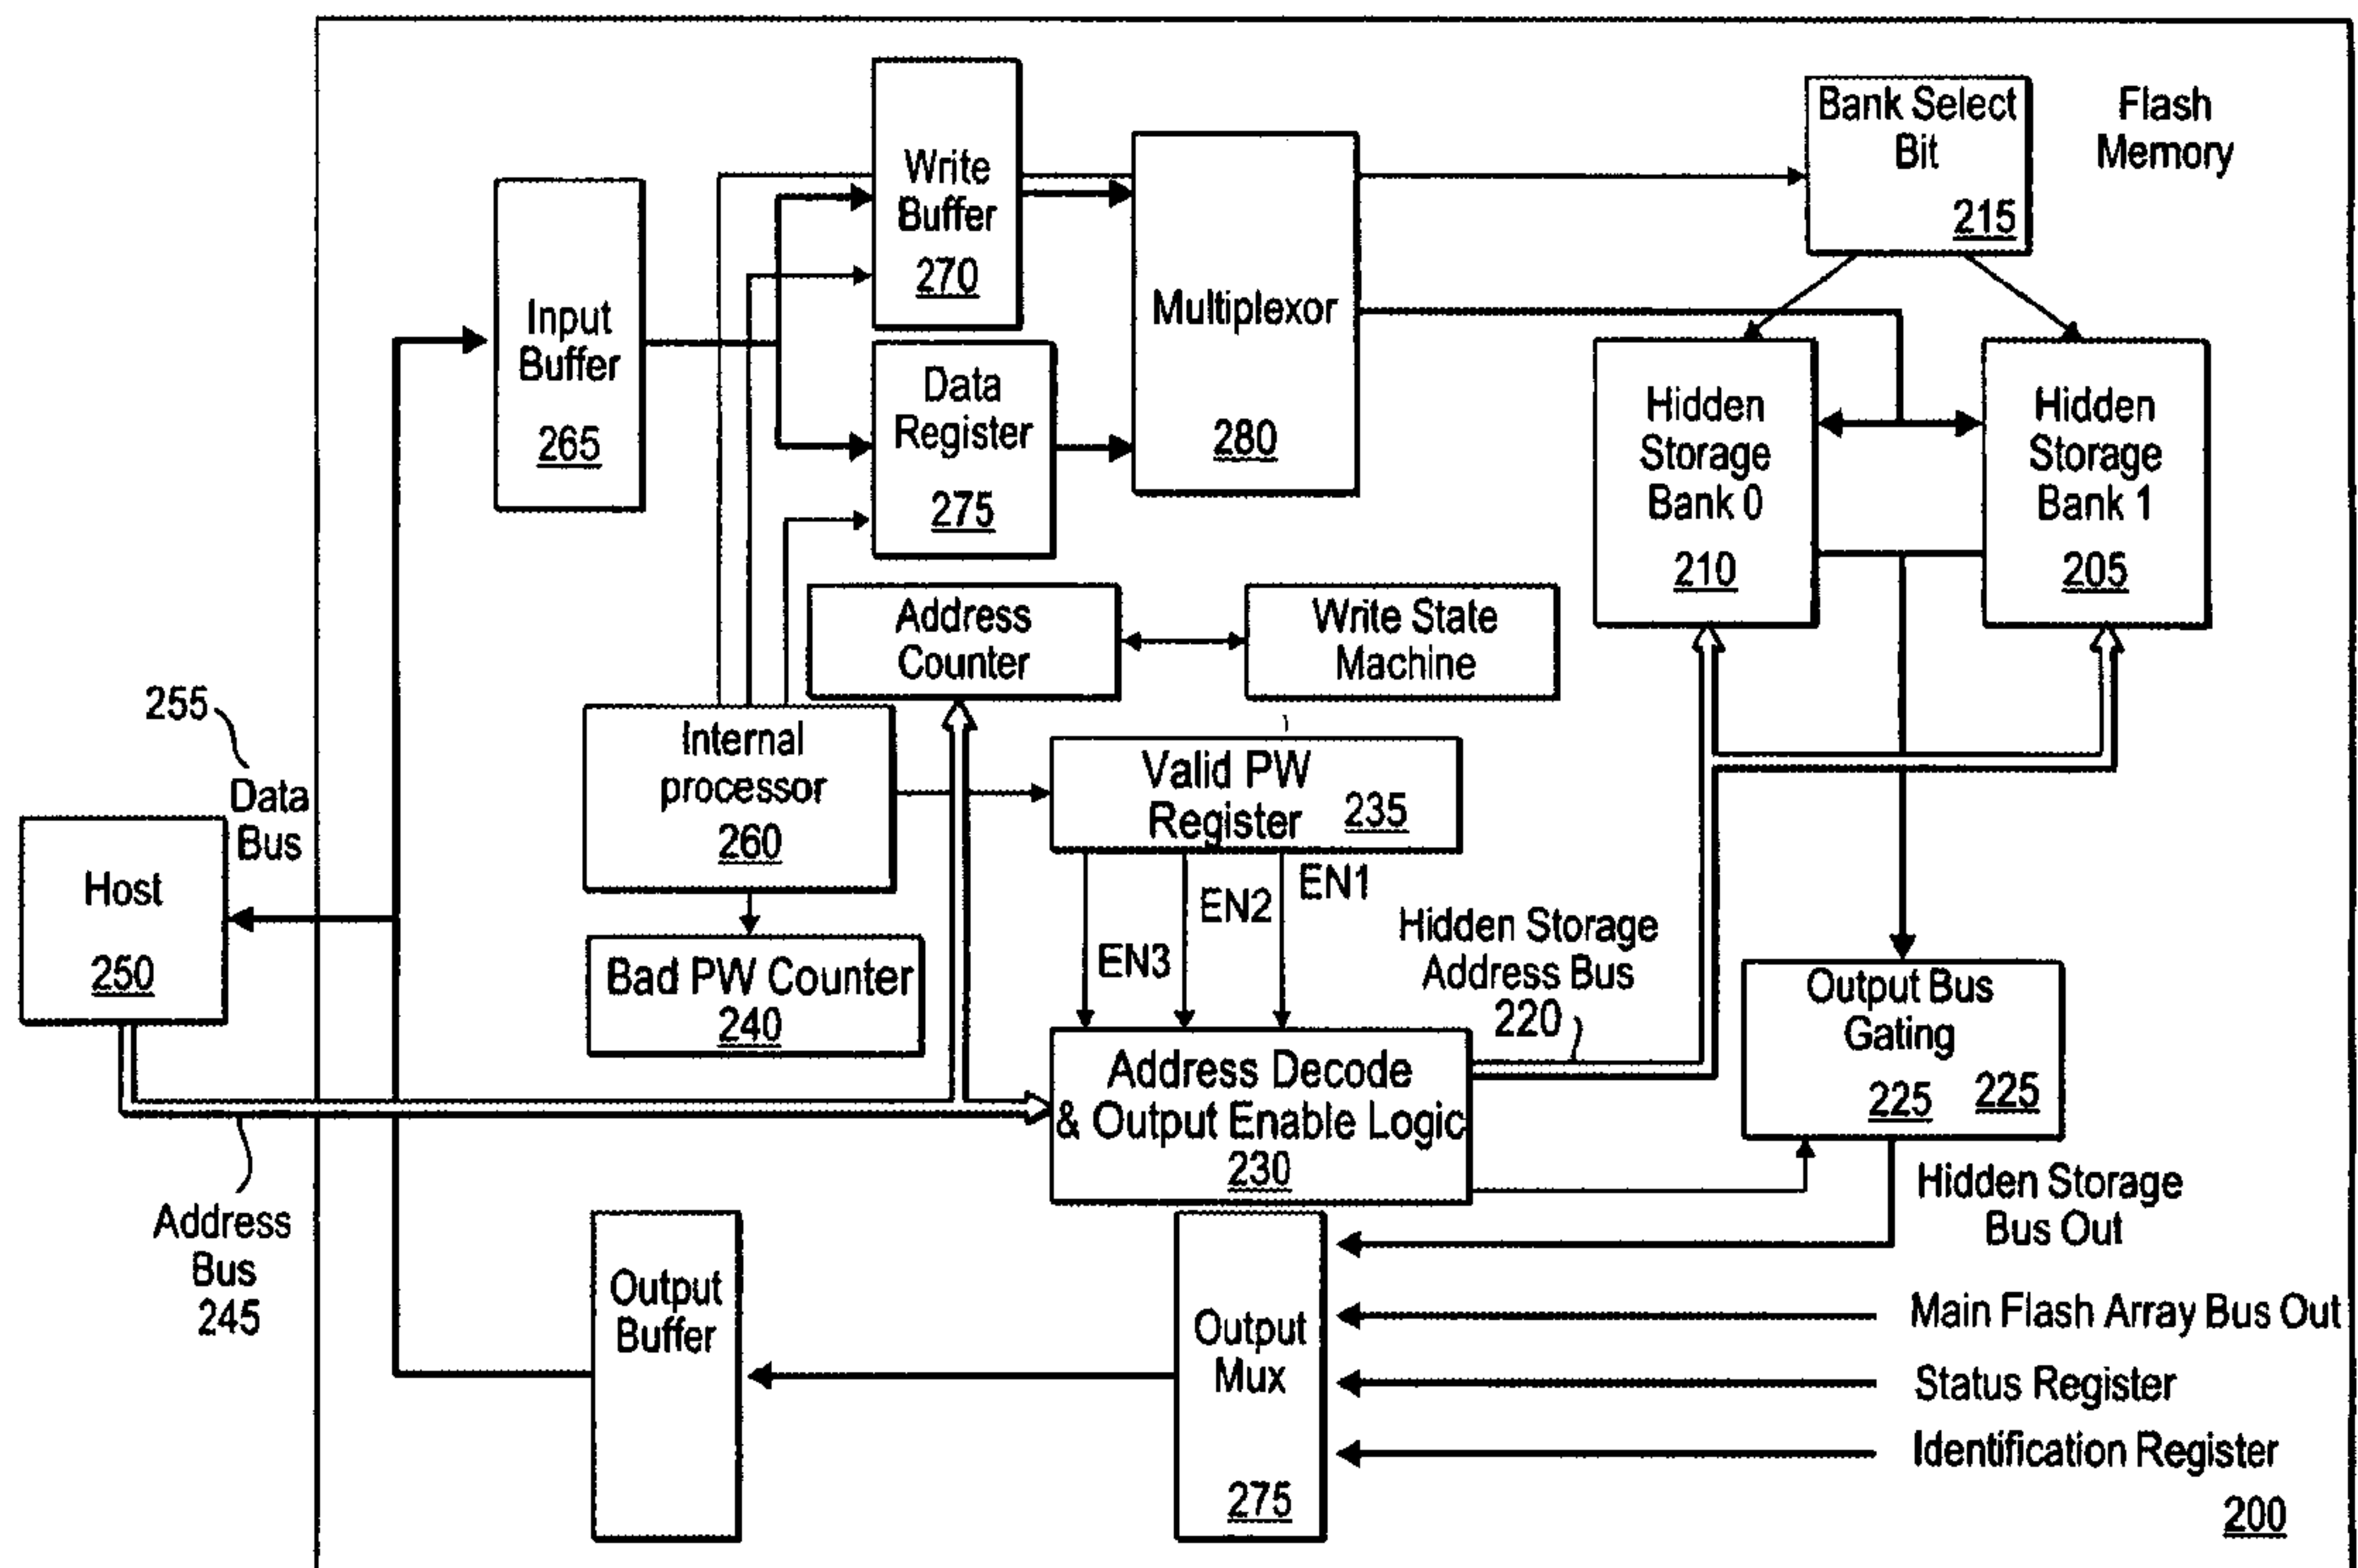 Bank Select
Bit
215
Flash
Memory
Write
Buffer
270
Input
Buffer
265
Multiplexor
280
Data
Register
275
Hidden
Storage
Bank 0
210
Hidden
Storage
Bank 1
205
Address
Counter
Write State
Machine
255
Data
Bus
Internal
processor
260
Valid PW
Register 235
Host
250
EN1
EN2
EN3
Bad PW Counter
240
Hidden Storage
Address Bus
220
Output Bus
Gating
225 225
Address Decode
& Output Enable Logic
230
Hidden Storage
Bus Out
Address
Bus
245
Output
Buffer
Output
Mux
275
Main Flash Array Bus Out
Status Register
Identification Register
200